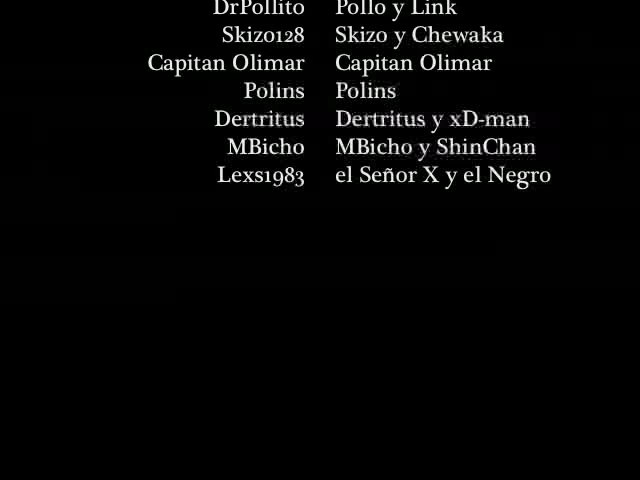 DrPollito Pollo y Link
Skizo128 Skizo y Chewaka
Capitan Olimar Capitan Olimar
Polins Polins
Dertritus Dertritus y xD-man
MBicho MBicho y ShinChan
Lexs1983 el Señor X y el Negro